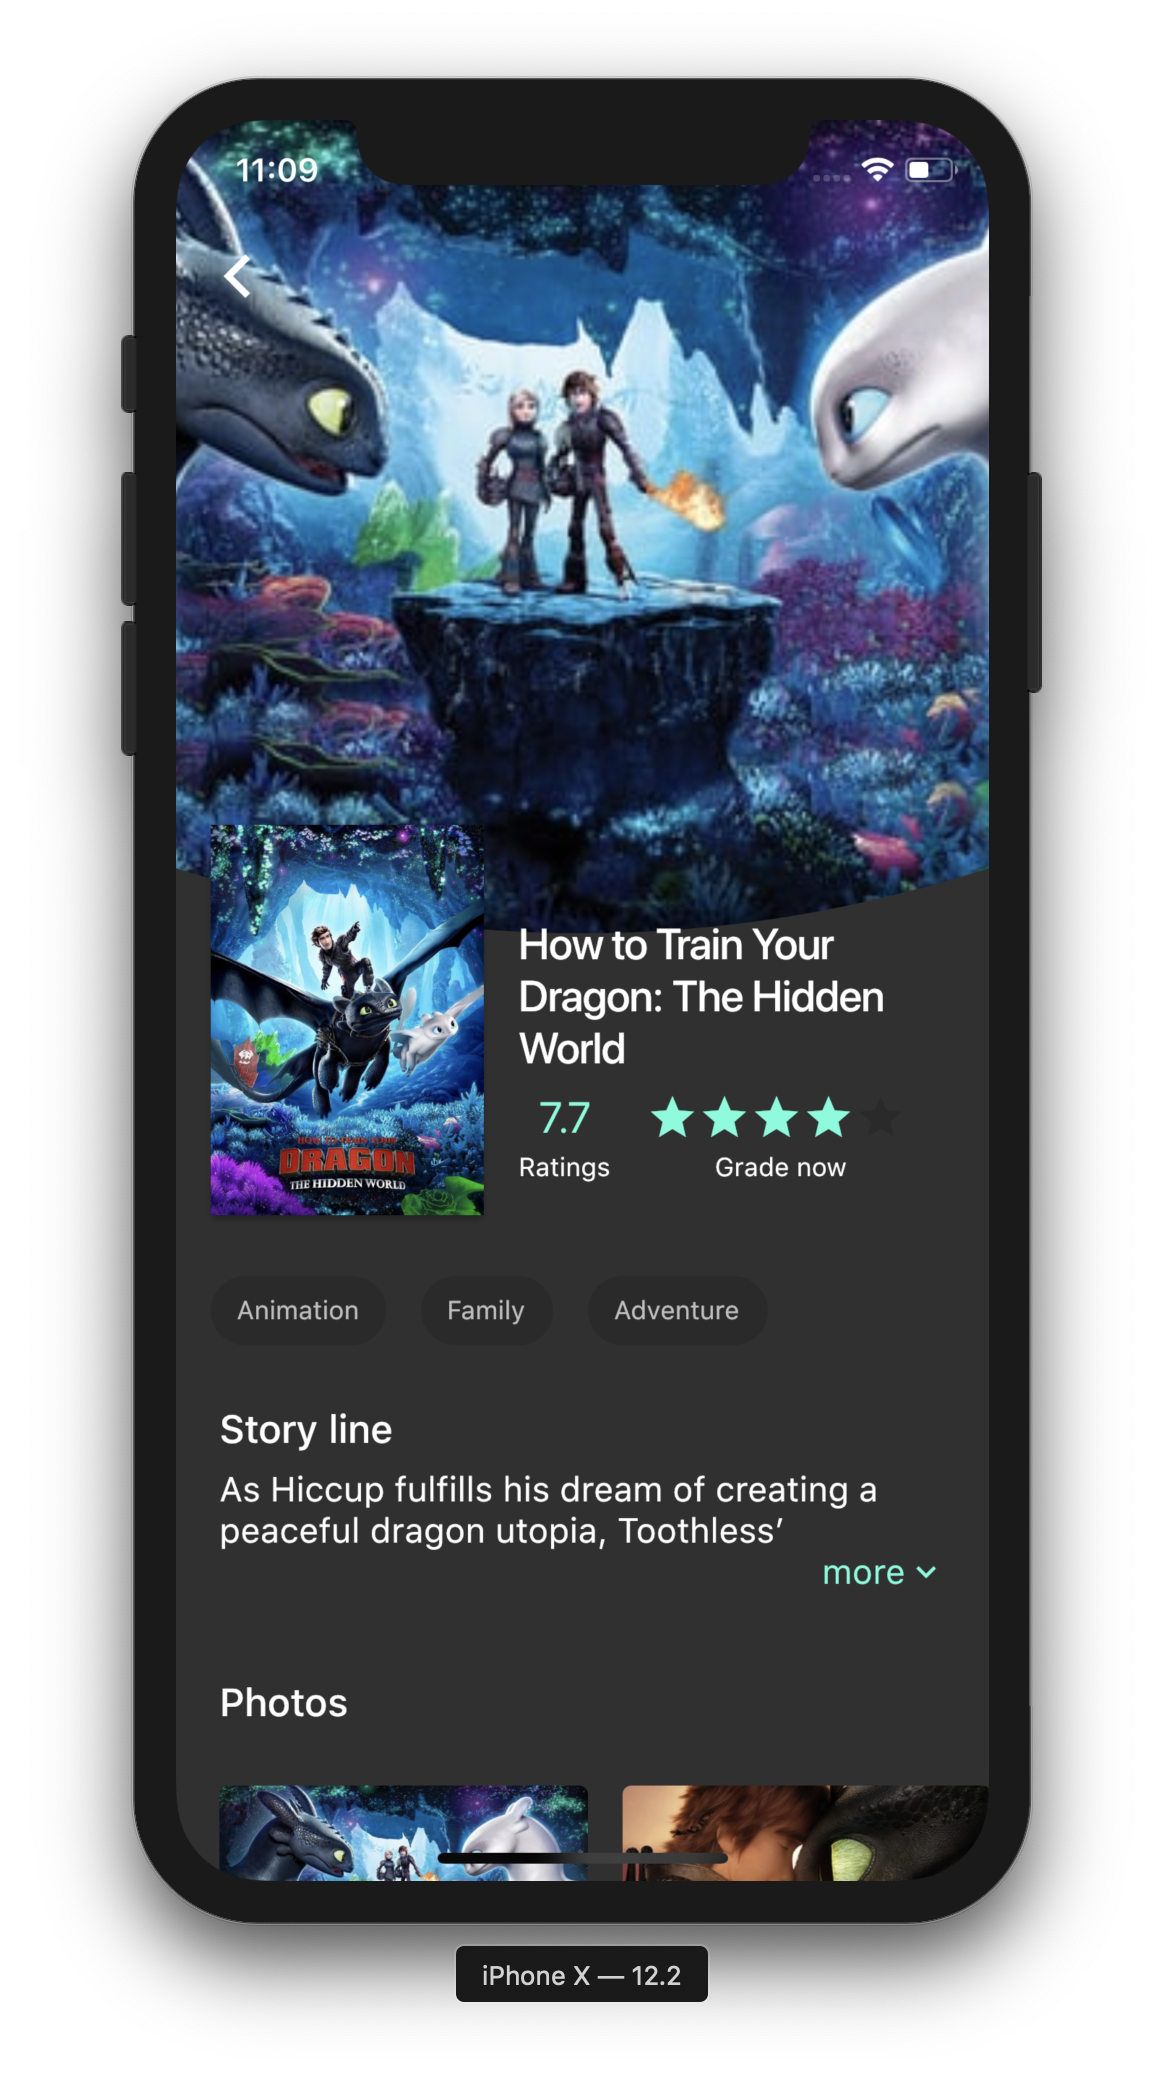 11:09
How to Train Your
Dragon: The Hidden
World
7.7
Ratings
Grade now
HOW TO TRAIN YOUR
DRAGON
THE HIDDEN WORLD
Animation
Family
Adventure
Story line
As Hiccup fulfills his dream of creating a
peaceful dragon utopia, Toothless’
more
Photos
iPhone X — 12.2